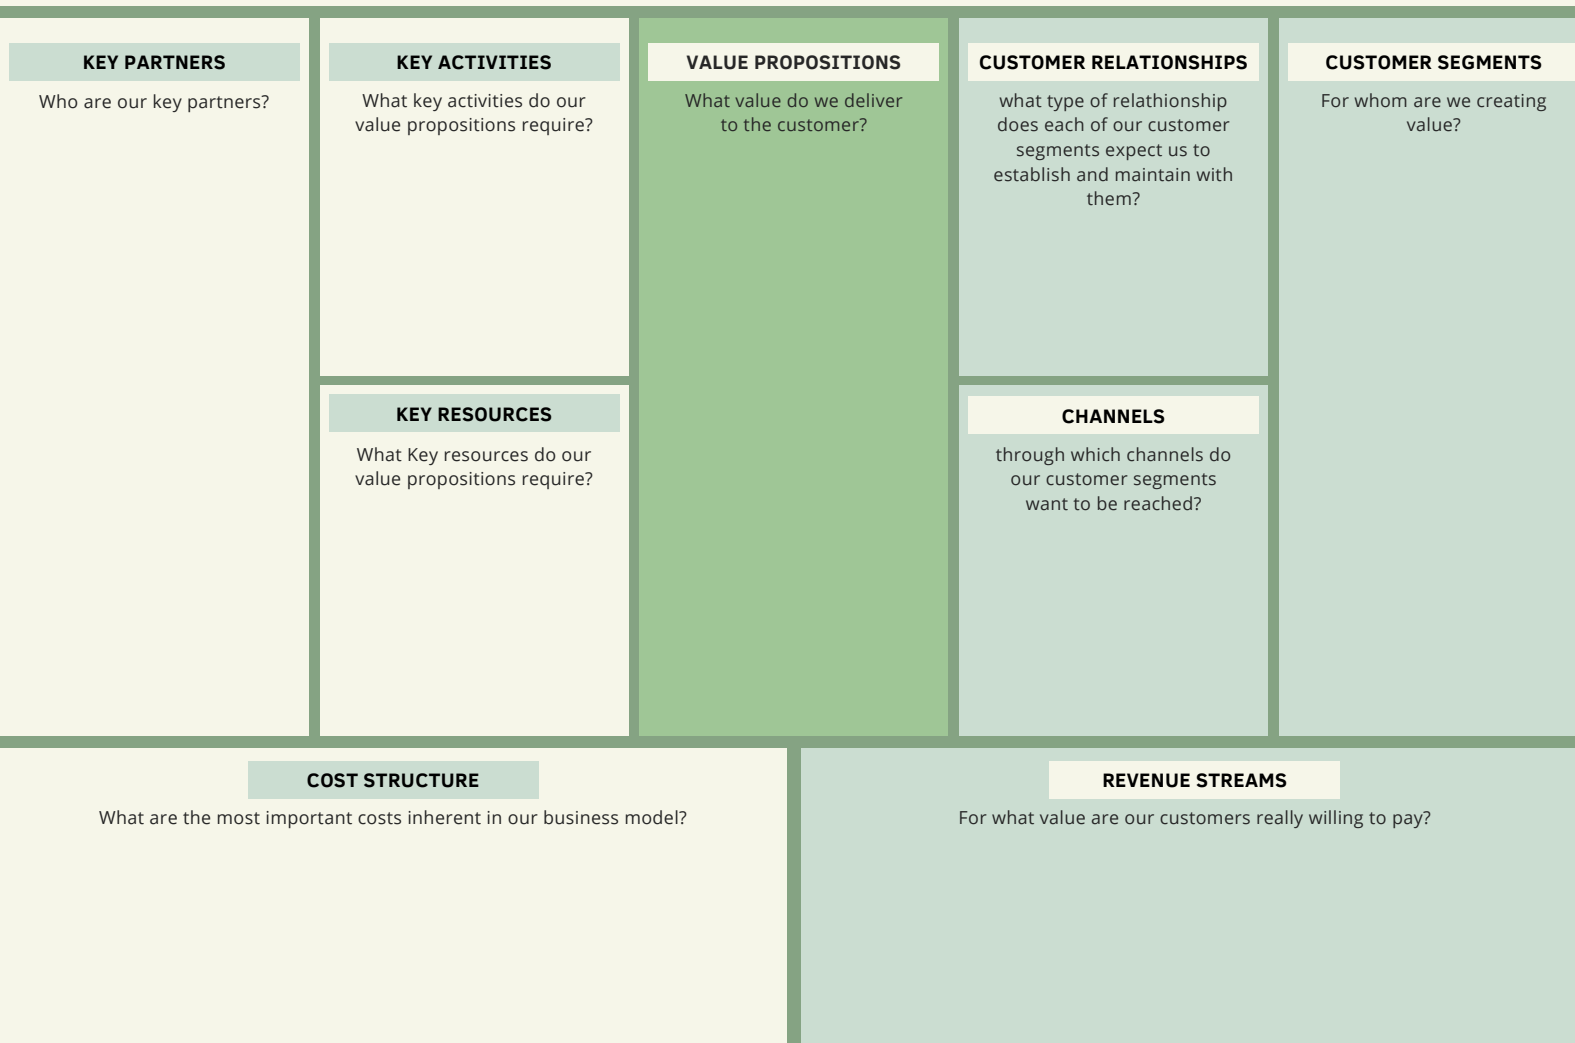 KEY PARTNERS
Who are our key partners?
KEY ACTIVITIES
What key activities do our
value propositions require?
KEY RESOURCES
What Key resources do our
value propositions require?
VALUE PROPOSITIONS
What value do we deliver
to the customer?
CUSTOMER RELATIONSHIPS
what type of relathionship
does each of our customer
segments expect us to
establish and maintain with
them?
CHANNELS
through which channels do
our customer segments
want to be reached?
CUSTOMER SEGMENTS
For whom are we creating
value?
COST STRUCTURE
What are the most important costs inherent in our business model?
REVENUE STREAMS
For what value are our customers really willing to pay?